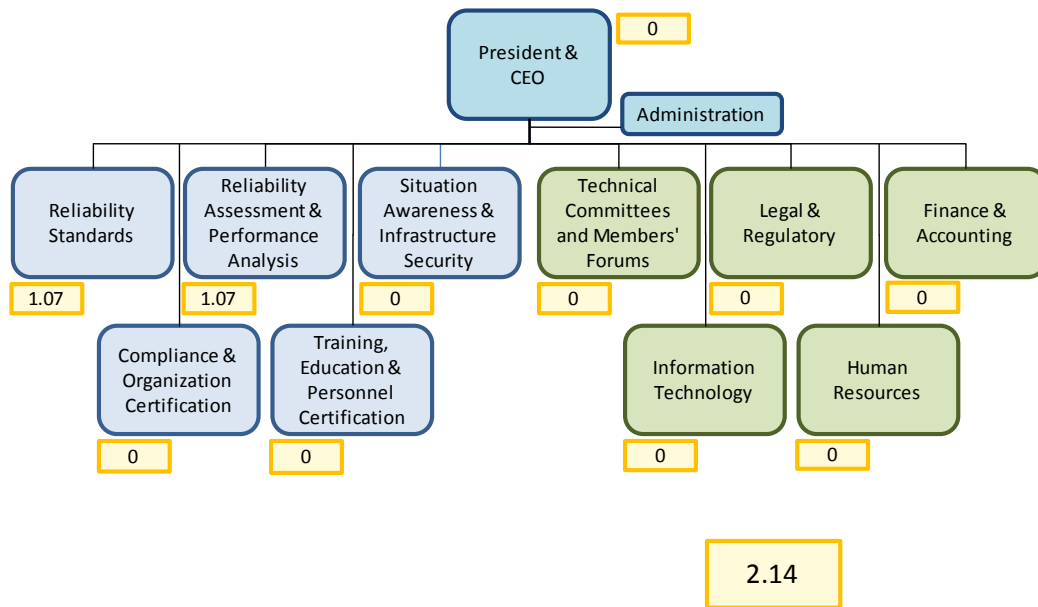 0
President &
CEO
Administration
Reliability
Standards
1.07
Reliability
Assessment &
Performance
Analysis
1.07
Situation
Awareness &
Infrastructure
Security
0
Technical
Committees
and Members'
Forums
0
Legal &
Regulatory
0
Finance &
Accounting
0
Compliance &
Organization
Certification
0
Training,
Education &
Personnel
Certification
0
Information
Technology
0
Human
Resources
0
2.14